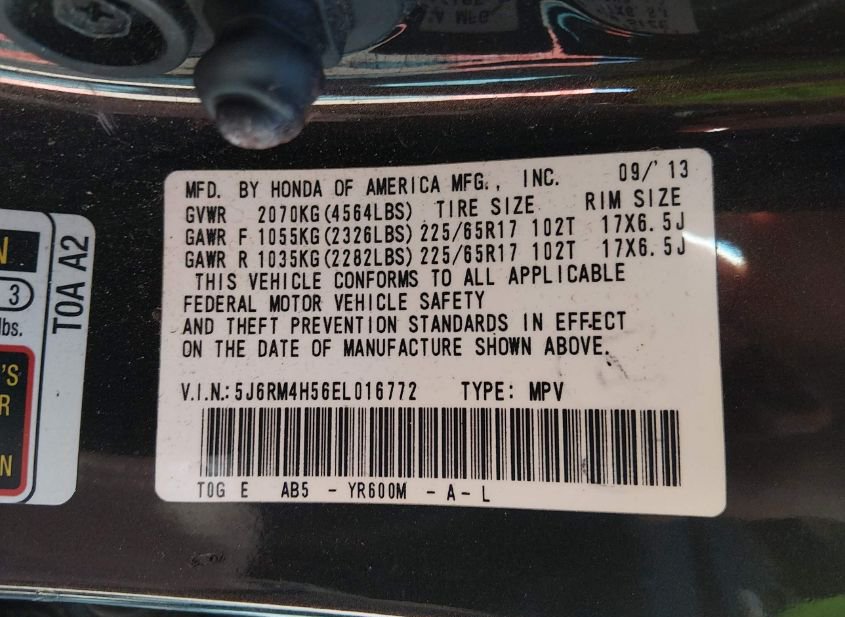 MFD. BY HONDA OF AMERICA MFG., INC. 09/'13
GVWR 2070KG(4564LBS) TIRE SIZE RIM SIZE
GAWR F 1055KG(2326LBS) 225/65R17 102T 17X6.5J
GAWR R 1035KG(2282LBS) 225/65R17 102T 17X6.5J
THIS VEHICLE CONFORMS TO ALL APPLICABLE
FEDERAL MOTOR VEHICLE SAFETY
AND THEFT PREVENTION STANDARDS IN EFFECT
ON THE DATE OF MANUFACTURE SHOWN ABOVE.
V.I.N.:5J6RM4H56EL016772 TYPE: MPV
T0G E AB5 - YR600M - A - L
N
3
lbs.
'S
R
N
T0A A2